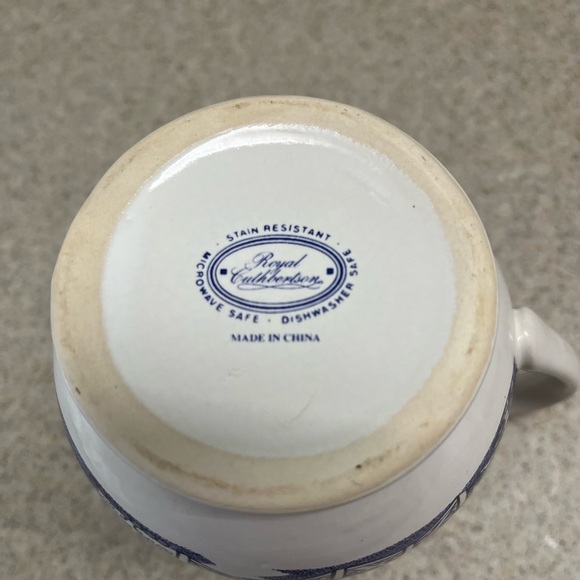 · STAIN RESISTANT ·
Royal
Cuthbertson
MICROWAVE SAFE · DISHWASHER SAFE
MADE IN CHINA